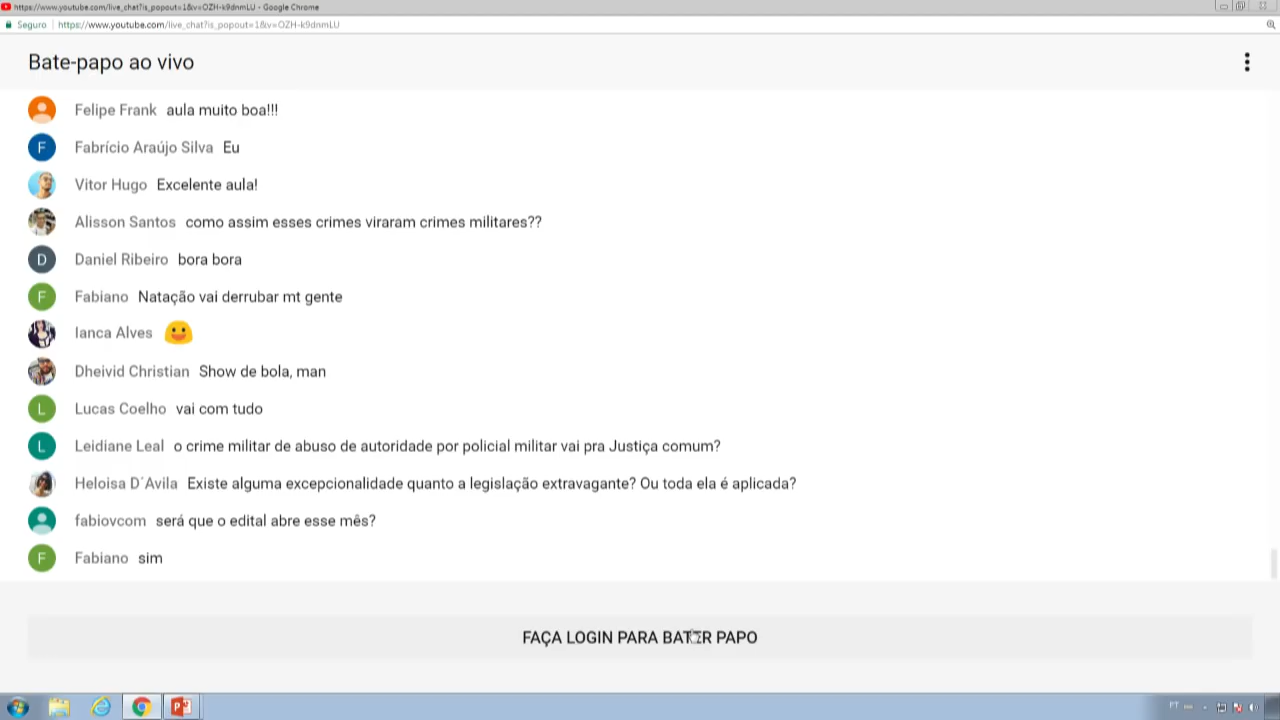 https://www.youtube.com/live_chat?is_popout=1&v=OZH-k9dnmLU - Google Chrome
Seguro https://www.youtube.com/live_chat?is_popout=1&v=OZH-k9dnmLU
Bate-papo ao vivo
Felipe Frank aula muito boa!!!
F Fabrício Araújo Silva Eu
Vitor Hugo Excelente aula!
Alisson Santos como assim esses crimes viraram crimes militares??
D Daniel Ribeiro bora bora
F Fabiano Natação vai derrubar mt gente
Ianca Alves
Dheivid Christian Show de bola, man
L Lucas Coelho vai com tudo
L Leidiane Leal o crime militar de abuso de autoridade por policial militar vai pra Justiça comum?
Heloisa D´Avila Existe alguma excepcionalidade quanto a legislação extravagante? Ou toda ela é aplicada?
fabiovcom será que o edital abre esse mês?
F Fabiano sim
FAÇA LOGIN PARA BATER PAPO
PT